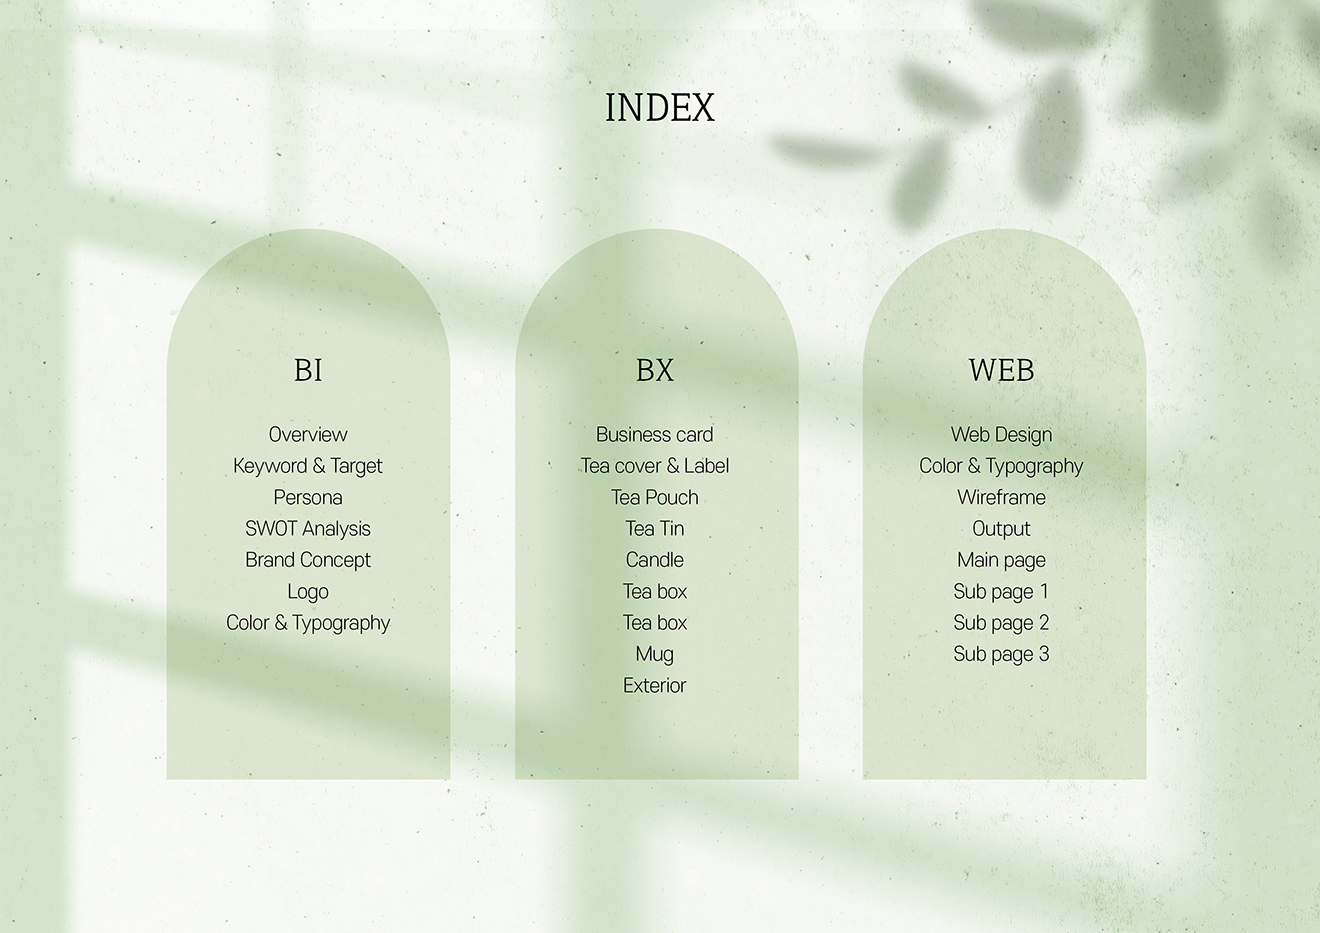 INDEX
BI
Overview
Keyword & Target
Persona
SWOT Analysis
Brand Concept
Logo
Color & Typography
BX
Business card
Tea cover & Label
Tea Pouch
Tea Tin
Candle
Tea box
Tea box
Mug
Exterior
WEB
Web Design
Color & Typography
Wireframe
Output
Main page
Sub page 1
Sub page 2
Sub page 3